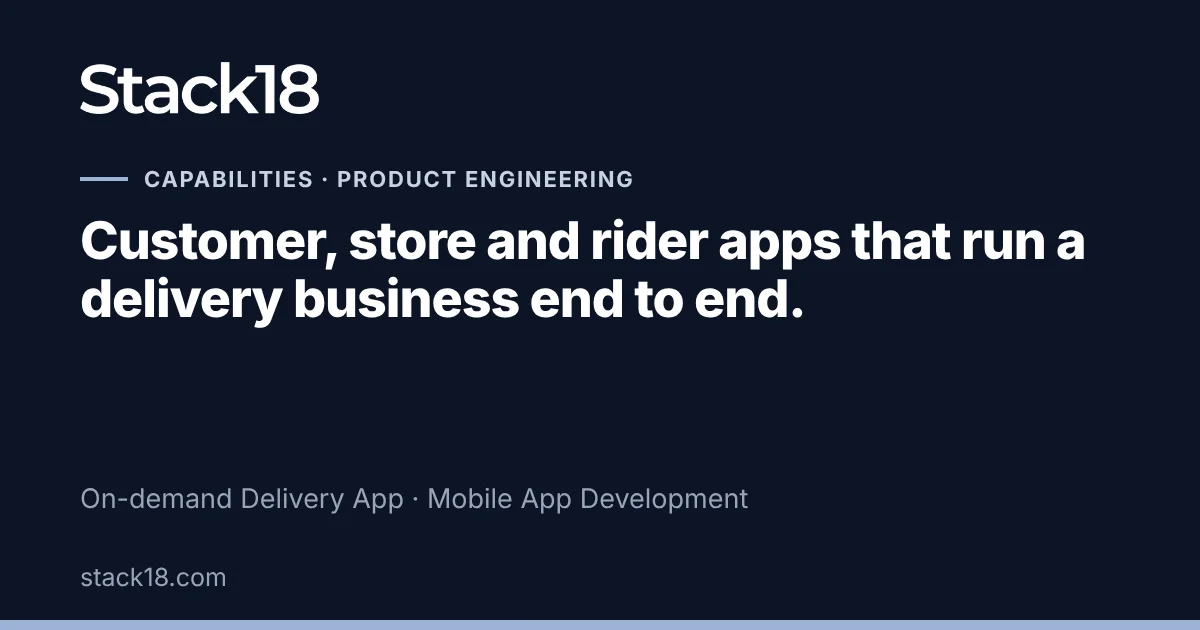 Stack18
CAPABILITIES · PRODUCT ENGINEERING
Customer, store and rider apps that run a
delivery business end to end.
On-demand Delivery App · Mobile App Development
stack18.com